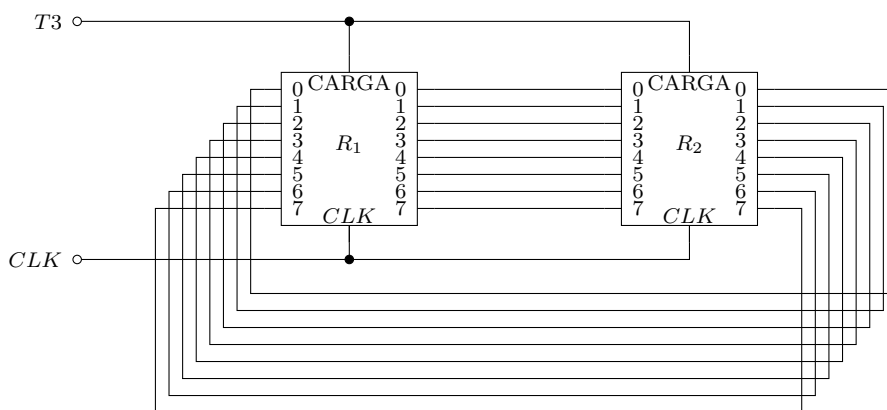 T3
CARGA CARGA
0 0 0 0
1 1 1 1
2 2 2 2
3 R1 3 3 R2 3
4 4 4 4
5 5 5 5
6 6 6 6
7 7 7 7
CLK CLK
CLK